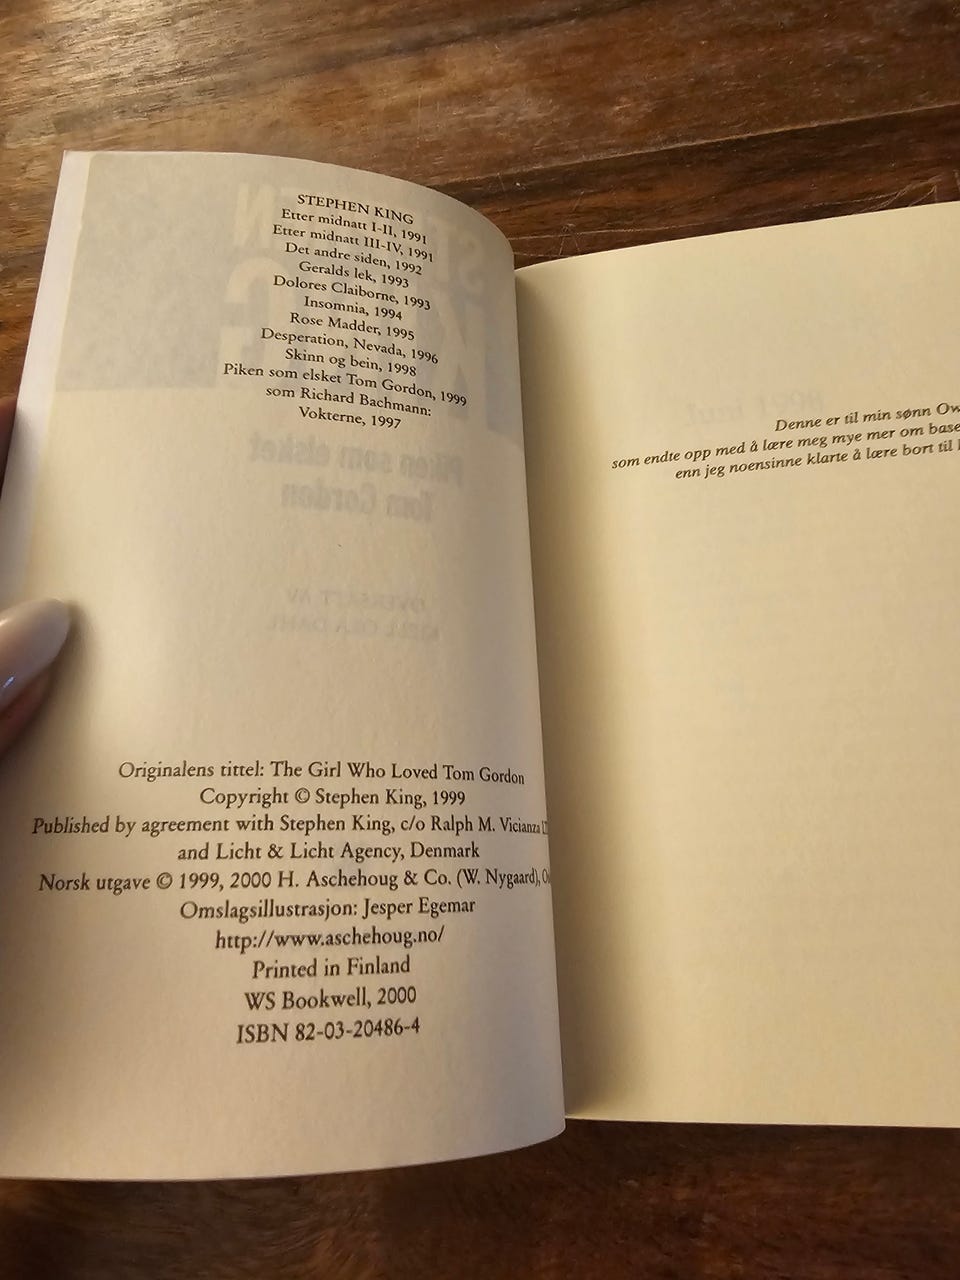 STEPHEN KING
Etter midnatt I-II, 1991
Etter midnatt III-IV, 1991
Det andre siden, 1992
Geralds lek, 1993
Dolores Claiborne, 1993
Insomnia, 1994
Rose Madder, 1995
Desperation, Nevada, 1996
Skinn og bein, 1998
Piken som elsket Tom Gordon, 1999
som Richard Bachmann:
Vokterne, 1997
Originalens tittel: The Girl Who Loved Tom Gordon
Copyright © Stephen King, 1999
Published by agreement with Stephen King, c/o Ralph M. Vicianza
and Licht & Licht Agency, Denmark
Norsk utgave © 1999, 2000 H. Aschehoug & Co. (W. Nygaard),
Omslagsillustrasjon: Jesper Egemar
http://www.aschehoug.no/
Printed in Finland
WS Bookwell, 2000
ISBN 82-03-20486-4
Denne er til min sønn
som endte opp med å lære meg mye mer om
enn jeg noensinne klarte å lære bort til